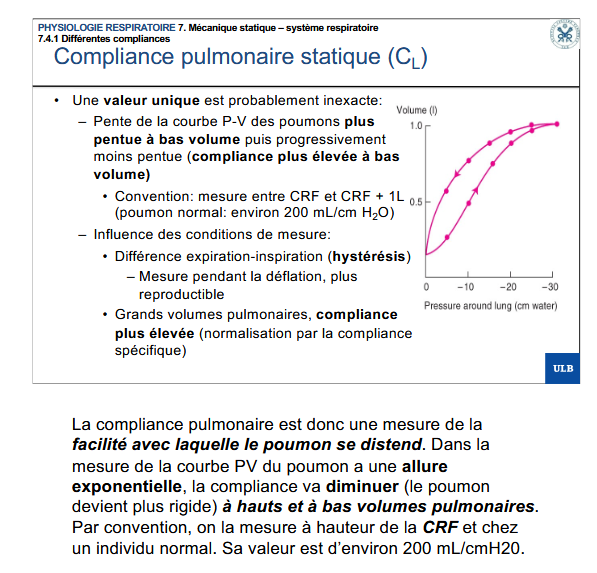 PHYSIOLOGIE RESPIRATOIRE 7. Mécanique statique – système respiratoire
7.4.1 Différentes compliances
Compliance pulmonaire statique (CL)
• Une valeur unique est probablement inexacte:
– Pente de la courbe P-V des poumons plus
pentue à bas volume puis progressivement
moins pentue (compliance plus élevée à bas
volume)
• Convention: mesure entre CRF et CRF + 1L
(poumon normal: environ 200 mL/cm H2O)
– Influence des conditions de mesure:
• Différence expiration-inspiration (hystérésis)
– Mesure pendant la déflation, plus
reproductible
• Grands volumes pulmonaires, compliance
plus élevée (normalisation par la compliance
spécifique)
Volume (l)
1.0
0.5
0 −10 −20 −30
Pressure around lung (cm water)
ULB
La compliance pulmonaire est donc une mesure de la
facilité avec laquelle le poumon se distend. Dans la
mesure de la courbe PV du poumon a une allure
exponentielle, la compliance va diminuer (le poumon
devient plus rigide) à hauts et à bas volumes pulmonaires.
Par convention, on la mesure à hauteur de la CRF et chez
un individu normal. Sa valeur est d'environ 200 mL/cmH20.